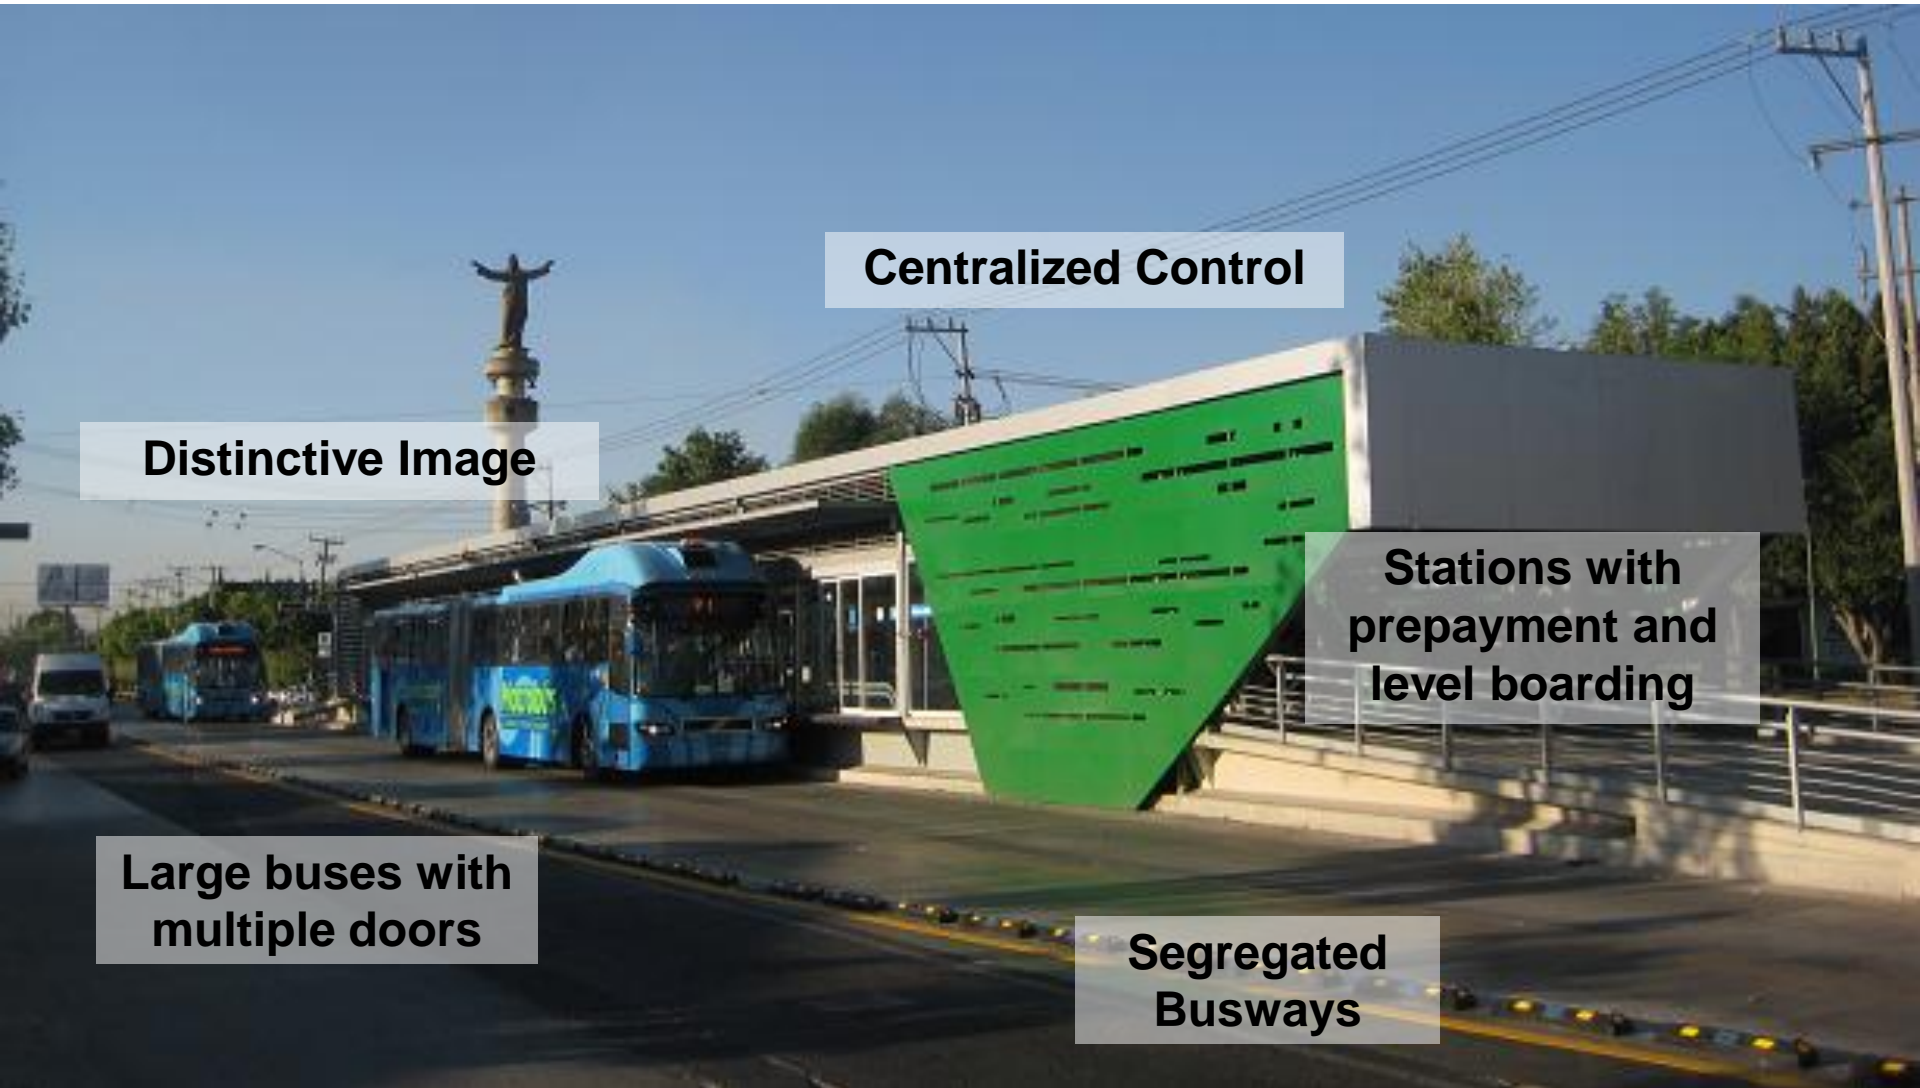 Centralized Control
Distinctive Image
Stations with
prepayment and
level boarding
Large buses with
multiple doors
Segregated
Busways